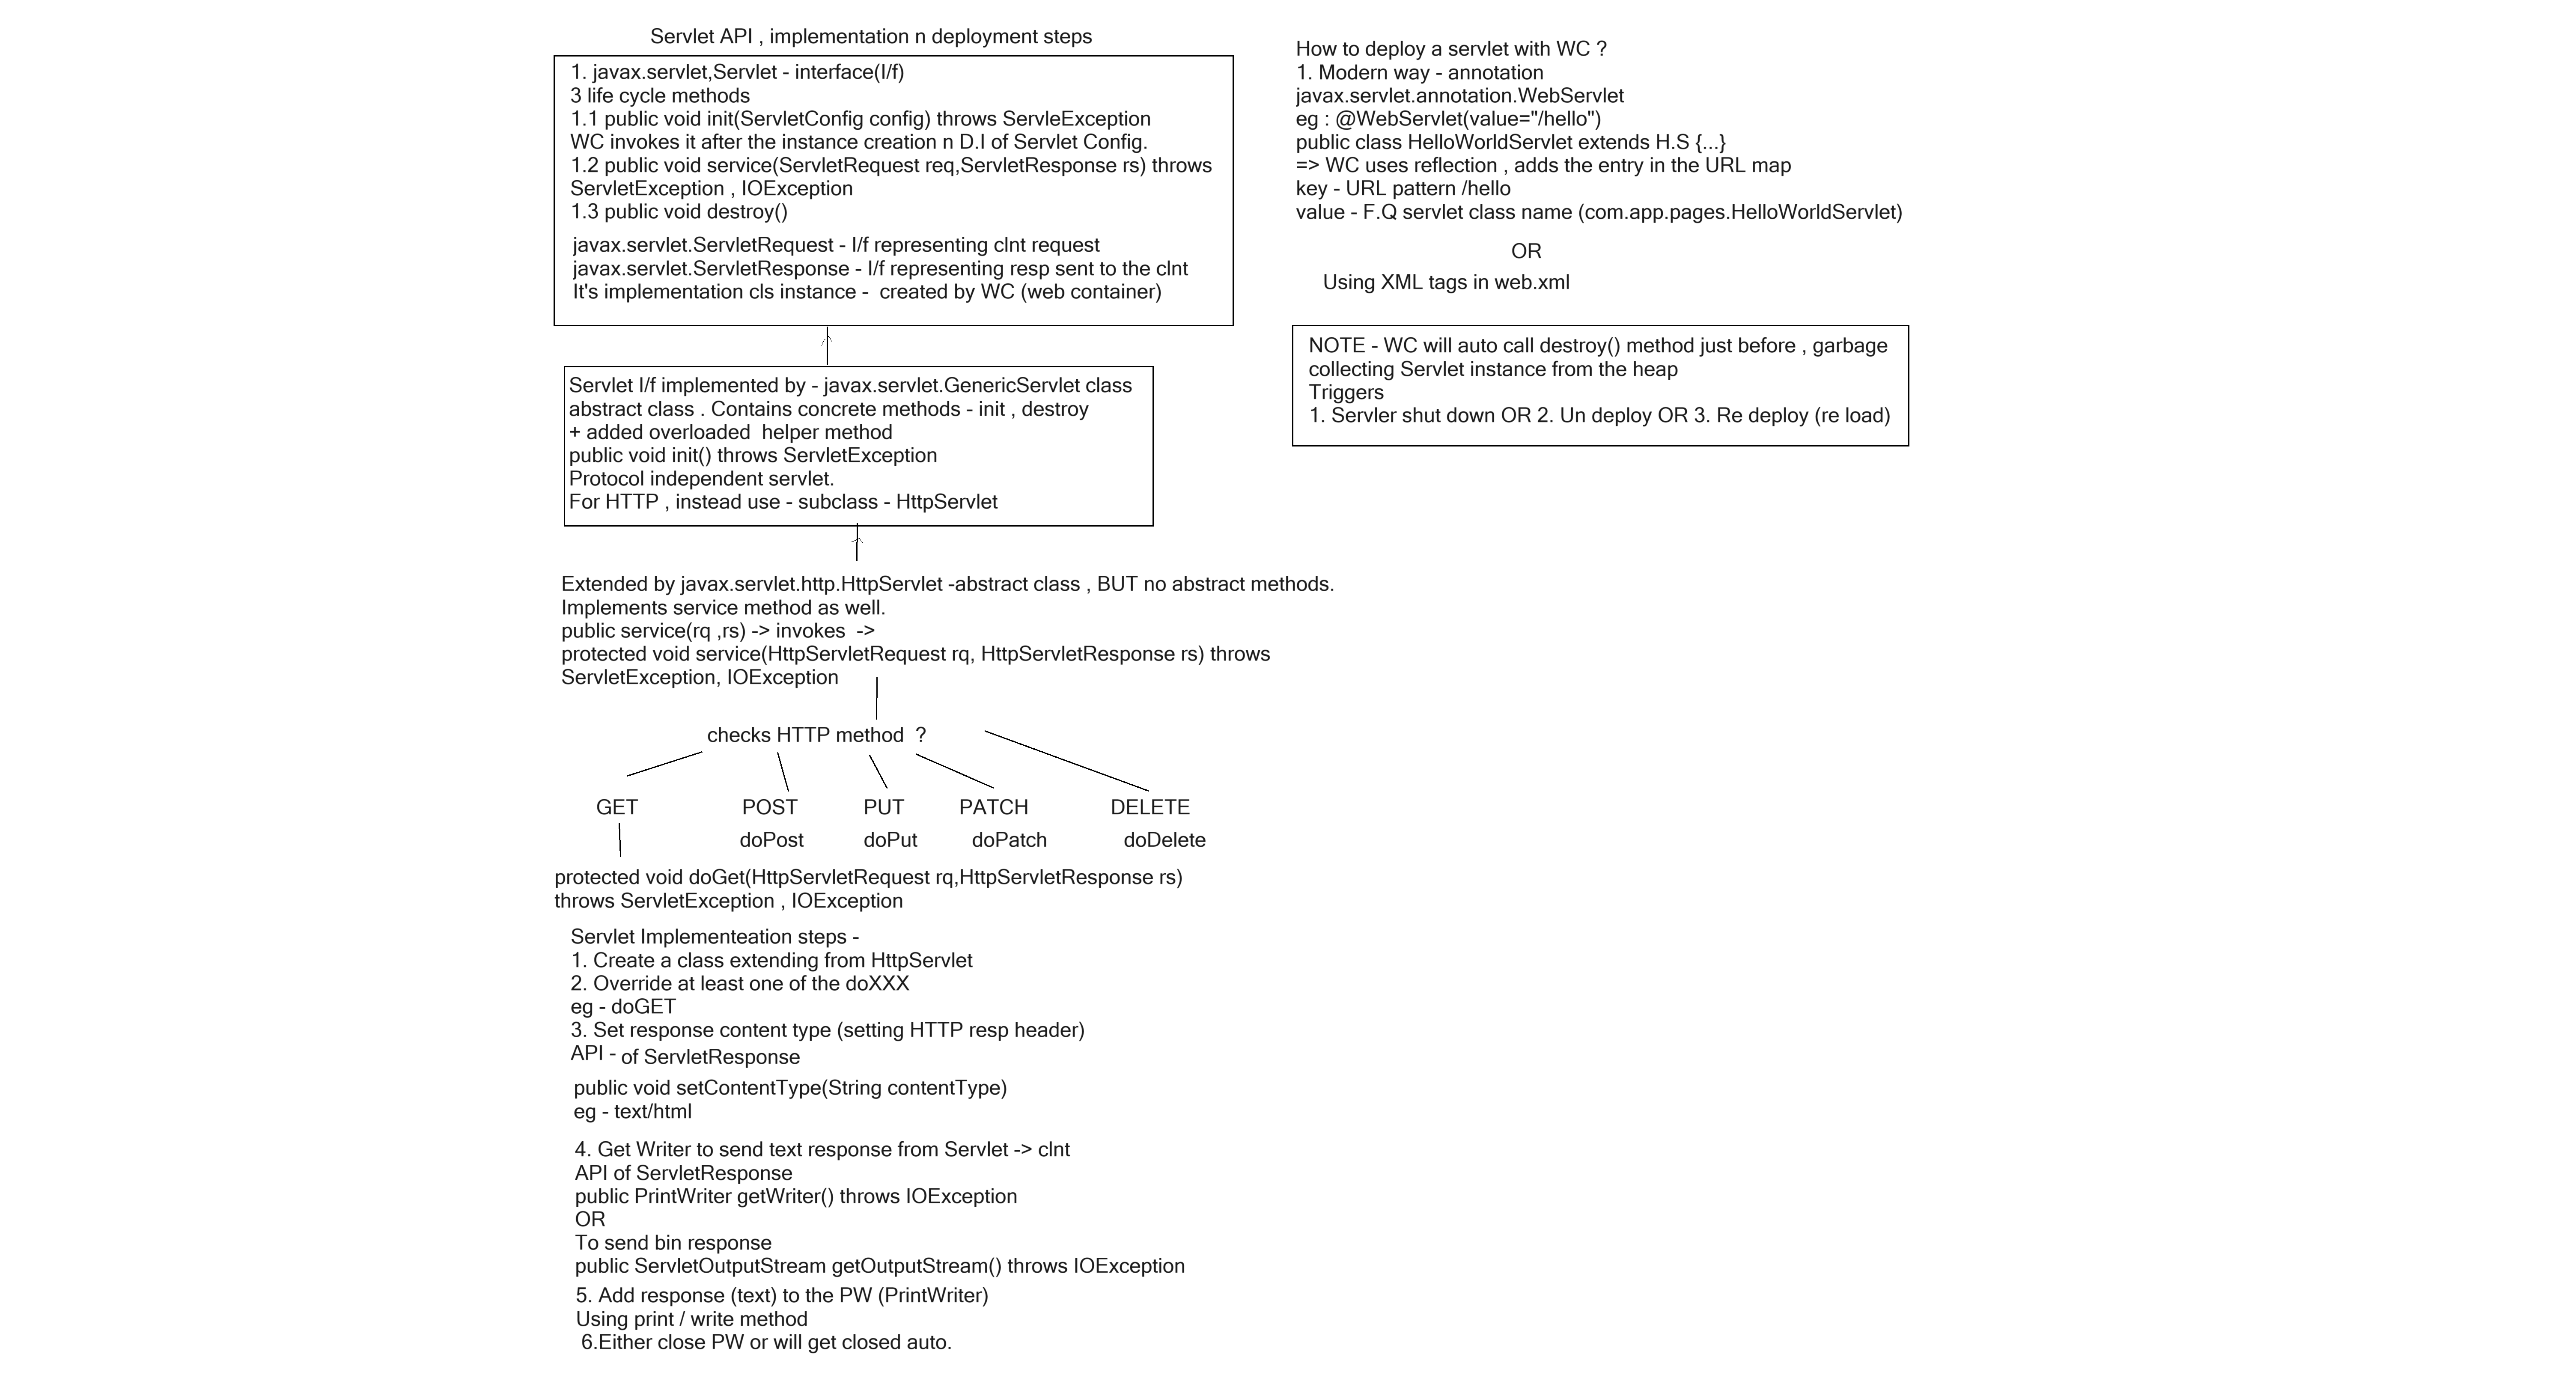 Servlet API , implementation n deployment steps
1. javax.servlet,Servlet - interface(I/f)
3 life cycle methods
1.1 public void init(ServletConfig config) throws ServleException
WC invokes it after the instance creation n D.I of Servlet Config.
1.2 public void service(ServletRequest req,ServletResponse rs) throws
ServletException , IOException
1.3 public void destroy()
javax.servlet.ServletRequest - I/f representing clnt request
javax.servlet.ServletResponse - I/f representing resp sent to the clnt
It's implementation cls instance -  created by WC (web container)
Servlet I/f implemented by - javax.servlet.GenericServlet class
abstract class . Contains concrete methods - init , destroy
+ added overloaded  helper method
public void init() throws ServletException
Protocol independent servlet.
For HTTP , instead use - subclass - HttpServlet
Extended by javax.servlet.http.HttpServlet -abstract class , BUT no abstract methods.
Implements service method as well.
public service(rq ,rs) -> invokes  ->
protected void service(HttpServletRequest rq, HttpServletResponse rs) throws
ServletException, IOException
checks HTTP method  ?
GET POST PUT PATCH DELETE
doPost doPut doPatch doDelete
protected void doGet(HttpServletRequest rq,HttpServletResponse rs)
throws ServletException , IOException
Servlet Implementeation steps -
1. Create a class extending from HttpServlet
2. Override at least one of the doXXX
eg - doGET
3. Set response content type (setting HTTP resp header)
API - of ServletResponse
public void setContentType(String contentType)
eg - text/html
4. Get Writer to send text response from Servlet -> clnt
API of ServletResponse
public PrintWriter getWriter() throws IOException
OR
To send bin response
public ServletOutputStream getOutputStream() throws IOException
5. Add response (text) to the PW (PrintWriter)
Using print / write method
6.Either close PW or will get closed auto.
How to deploy a servlet with WC ?
1. Modern way - annotation
javax.servlet.annotation.WebServlet
eg : @WebServlet(value="/hello")
public class HelloWorldServlet extends H.S {...}
=> WC uses reflection , adds the entry in the URL map
key - URL pattern /hello
value - F.Q servlet class name (com.app.pages.HelloWorldServlet)
OR
Using XML tags in web.xml
NOTE - WC will auto call destroy() method just before , garbage
collecting Servlet instance from the heap
Triggers
1. Servler shut down OR 2. Un deploy OR 3. Re deploy (re load)